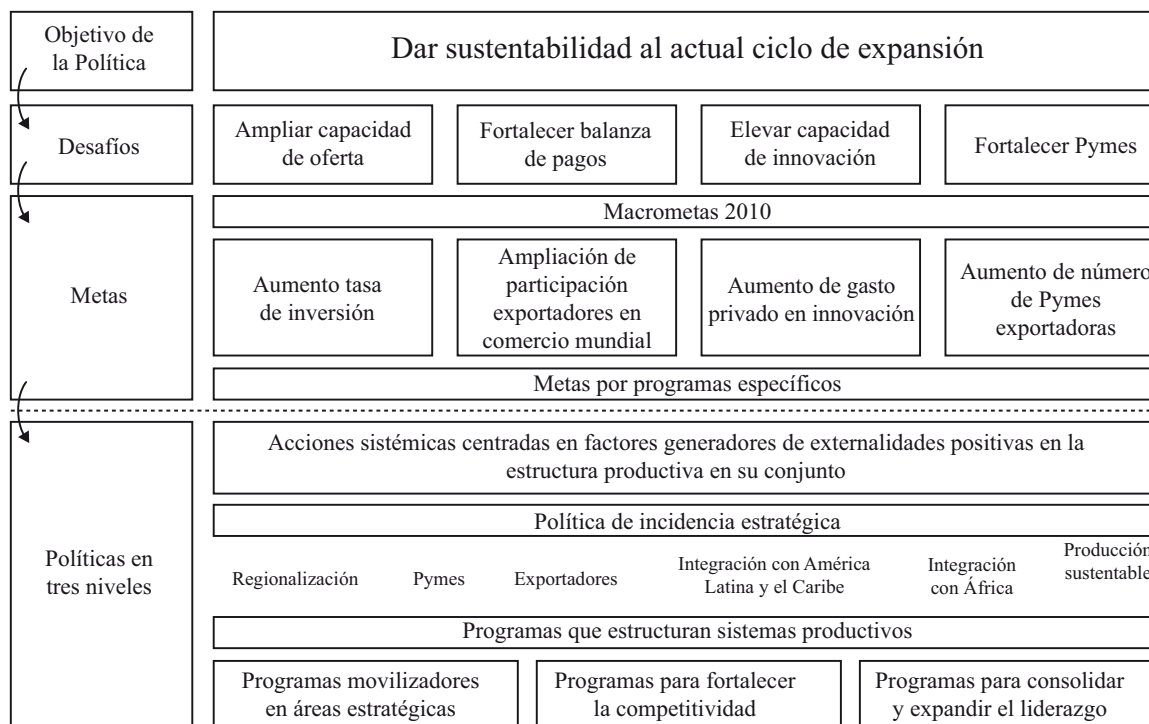 Objetivo de
la Política
Dar sustentabilidad al actual ciclo de expansión
Desafíos
Ampliar capacidad
de oferta
Fortalecer balanza
de pagos
Elevar capacidad
de innovación
Fortalecer Pymes
Metas
Macrometas 2010
Aumento tasa
de inversión
Ampliación de
participación
exportadores en
comercio mundial
Aumento de gasto
privado en innovación
Aumento de número
de Pymes
exportadoras
Metas por programas específicos
Políticas en
tres niveles
Acciones sistémicas centradas en factores generadores de externalidades positivas en la
estructura productiva en su conjunto
Política de incidencia estratégica
Regionalización
Pymes
Exportadores
Integración con América
Latina y el Caribe
Integración
con África
Producción
sustentable
Programas que estructuran sistemas productivos
Programas movilizadores
en áreas estratégicas
Programas para fortalecer
la competitividad
Programas para consolidar
y expandir el liderazgo